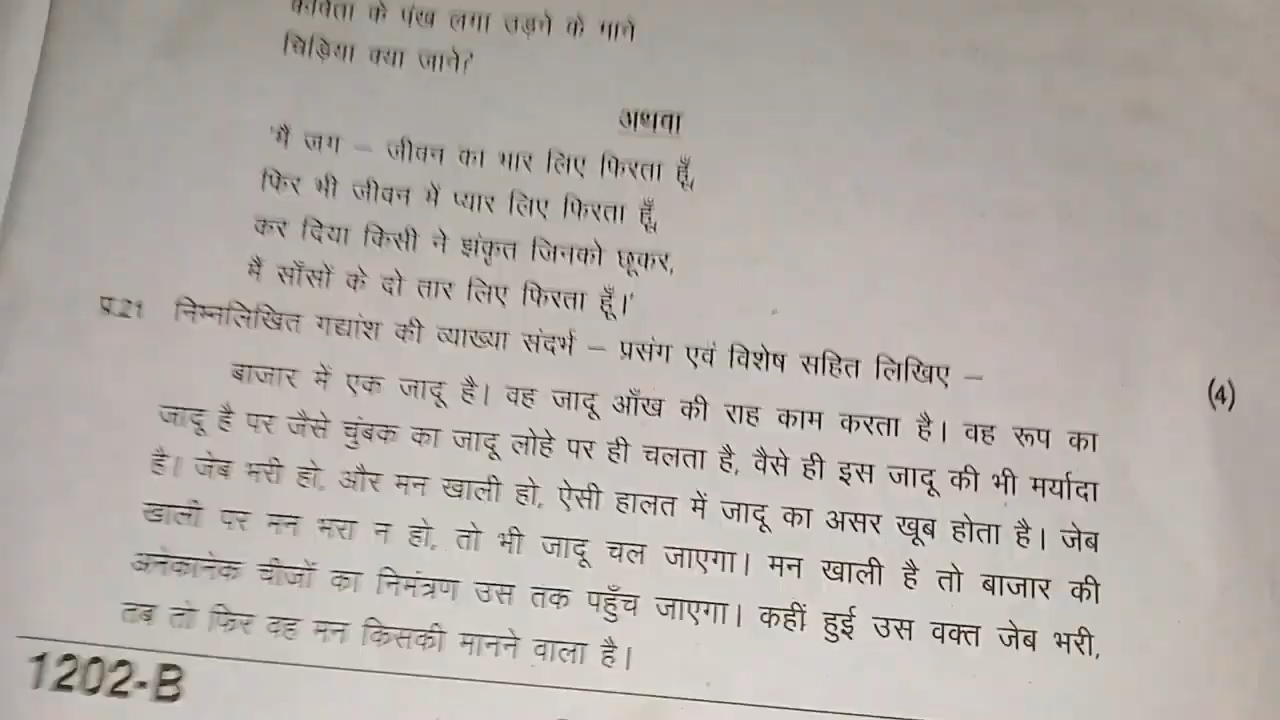 कविता के पंख लगा उड़ने के माने
चिड़िया क्या जाने?
अथवा
'मैं जग – जीवन का भार लिए फिरता हूँ,
फिर भी जीवन में प्यार लिए फिरता हूँ,
कर दिया किसी ने झंकृत जिनको छूकर,
मैं साँसों के दो तार लिए फिरता हूँ।'
प्र.21 निम्नलिखित गद्यांश की व्याख्या संदर्भ – प्रसंग एवं विशेष सहित लिखिए – (4)
बाजार में एक जादू है। वह जादू आँख की राह काम करता है। वह रूप का
जादू है पर जैसे चुंबक का जादू लोहे पर ही चलता है, वैसे ही इस जादू की भी मर्यादा
है। जेब भरी हो, और मन खाली हो, ऐसी हालत में जादू का असर खूब होता है। जेब
खाली पर मन भरा न हो, तो भी जादू चल जाएगा। मन खाली है तो बाजार की
अनेकानेक चीजों का निमंत्रण उस तक पहुँच जाएगा। कहीं हुई उस वक्त जेब भरी,
तब तो फिर वह मन किसकी मानने वाला है।
1202-B